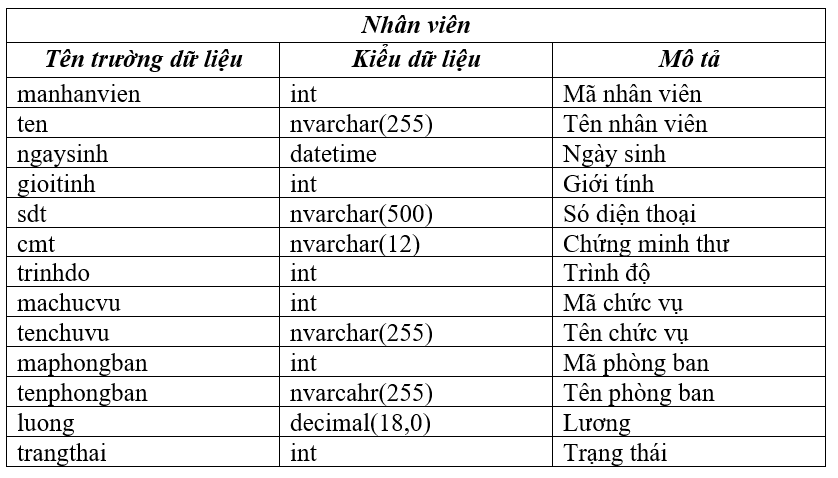 Nhân viên
Tên trường dữ liệu Kiểu dữ liệu Mô tả
manhanvien int Mã nhân viên
ten nvarchar(255) Tên nhân viên
ngaysinh datetime Ngày sinh
gioitinh int Giới tính
sdt nvarchar(500) Só diện thoại
cmt nvarchar(12) Chứng minh thư
trinhdo int Trình độ
machucvu int Mã chức vụ
tenchuvu nvarchar(255) Tên chức vụ
maphongban int Mã phòng ban
tenphongban nvarcahr(255) Tên phòng ban
luong decimal(18,0) Lương
trangthai int Trạng thái